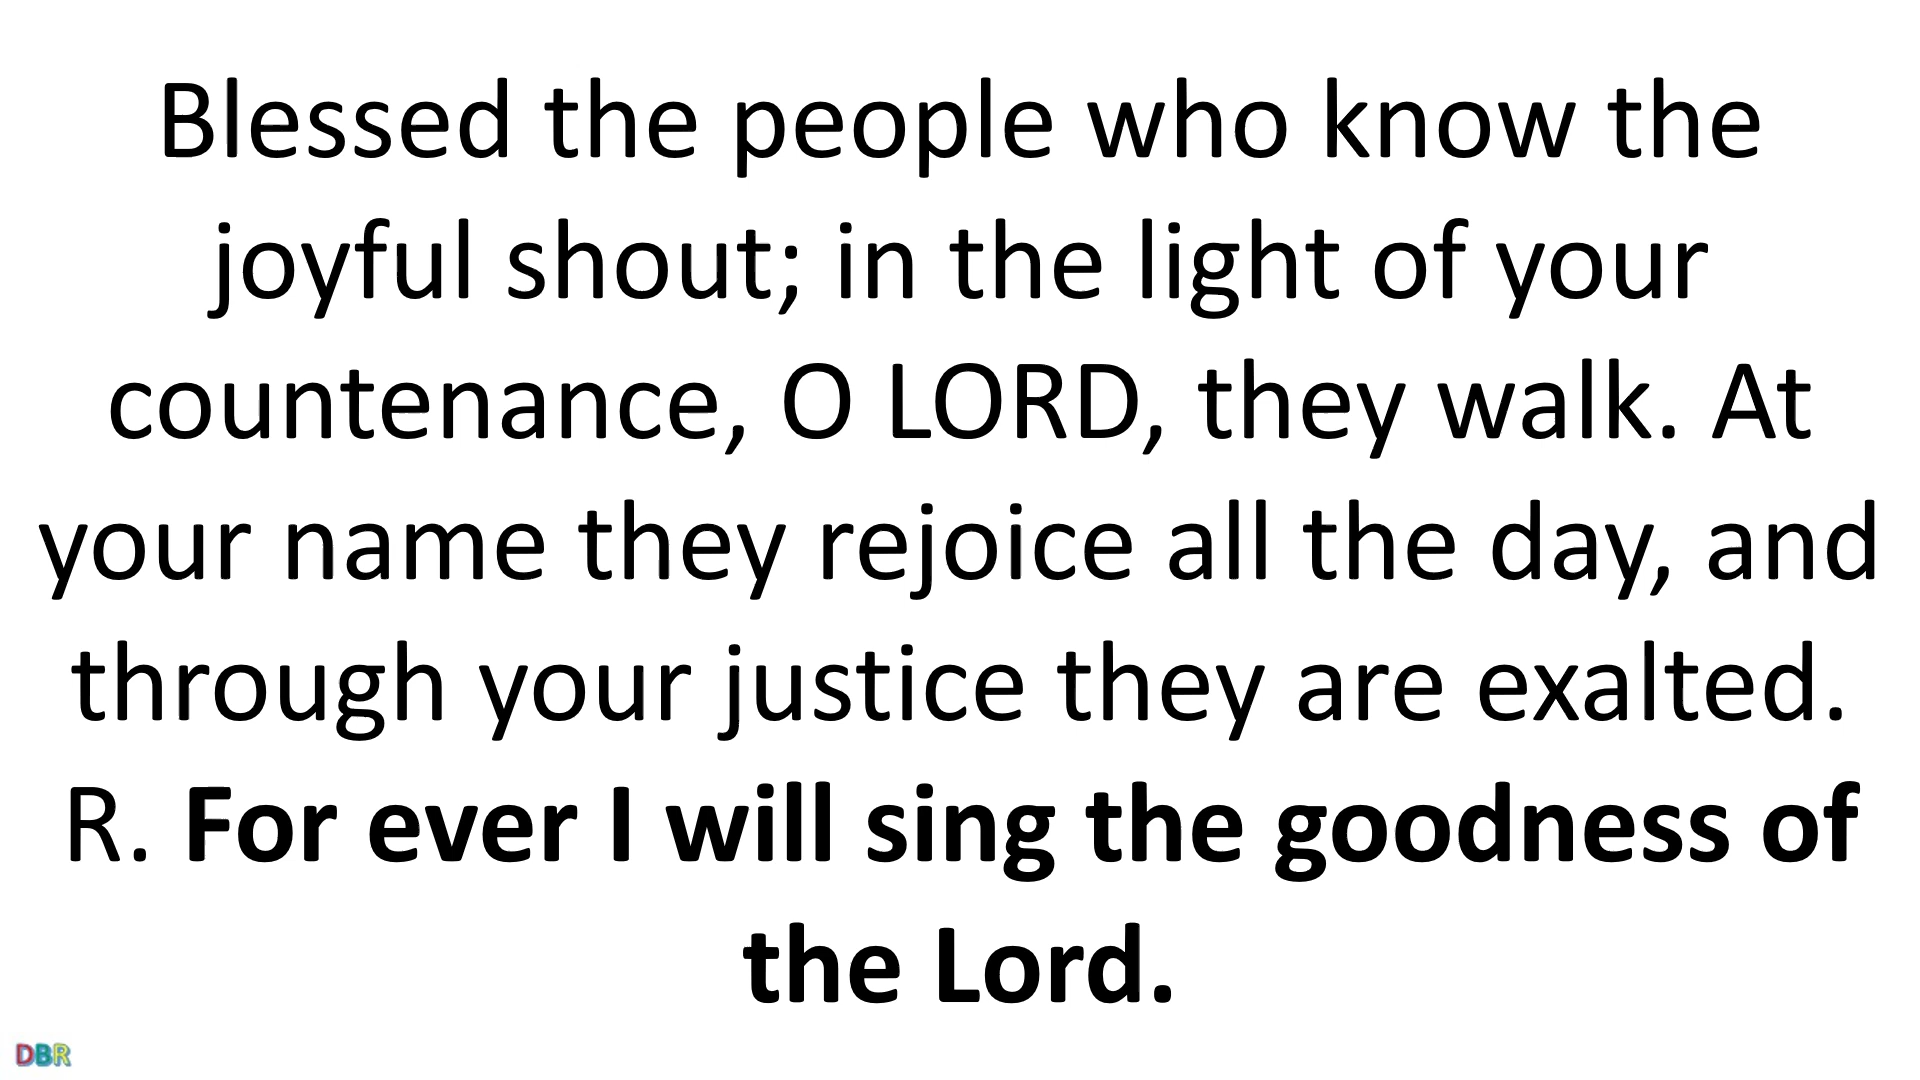 Blessed the people who know the
joyful shout; in the light of your
countenance, O LORD, they walk. At
your name they rejoice all the day, and
through your justice they are exalted.
R. For ever I will sing the goodness of
the Lord.
DBR